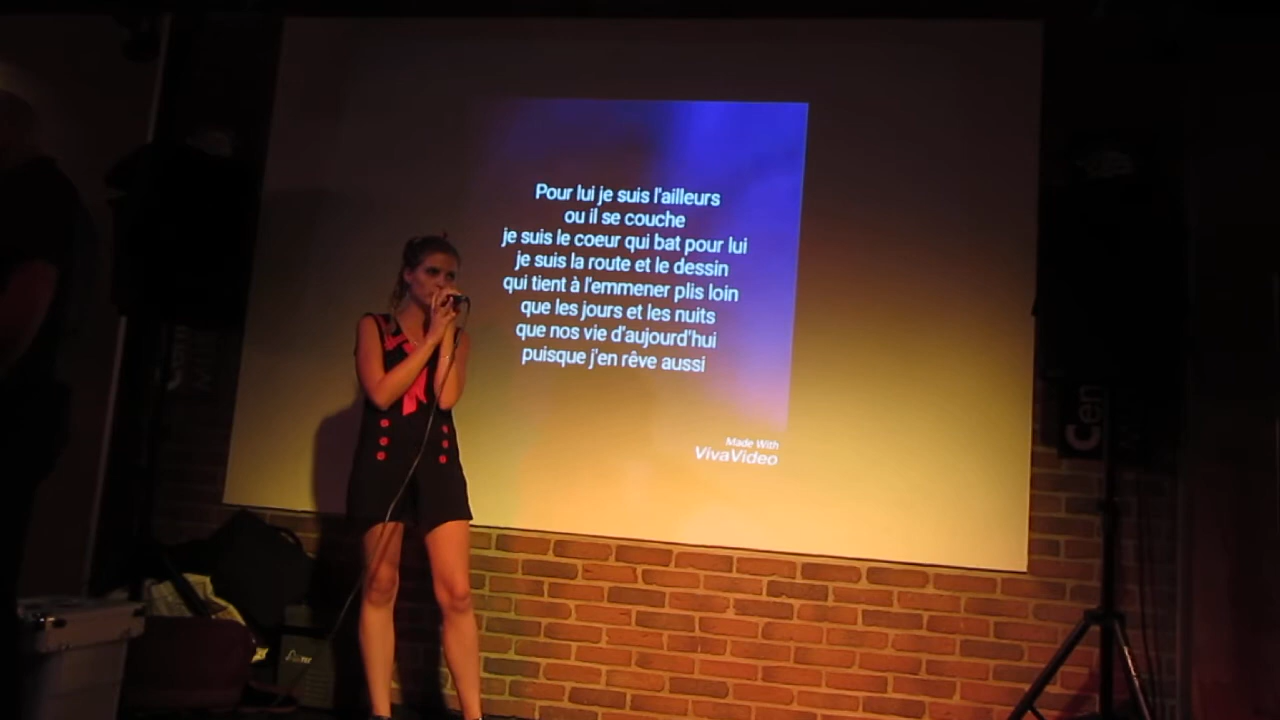 Pour lui je suis l'ailleurs
ou il se couche
je suis le coeur qui bat pour lui
je suis la route et le dessin
qui tient à l'emmener plis loin
que les jours et les nuits
que nos vie d'aujourd'hui
puisque j'en rêve aussi
Made With
VivaVideo
Cen